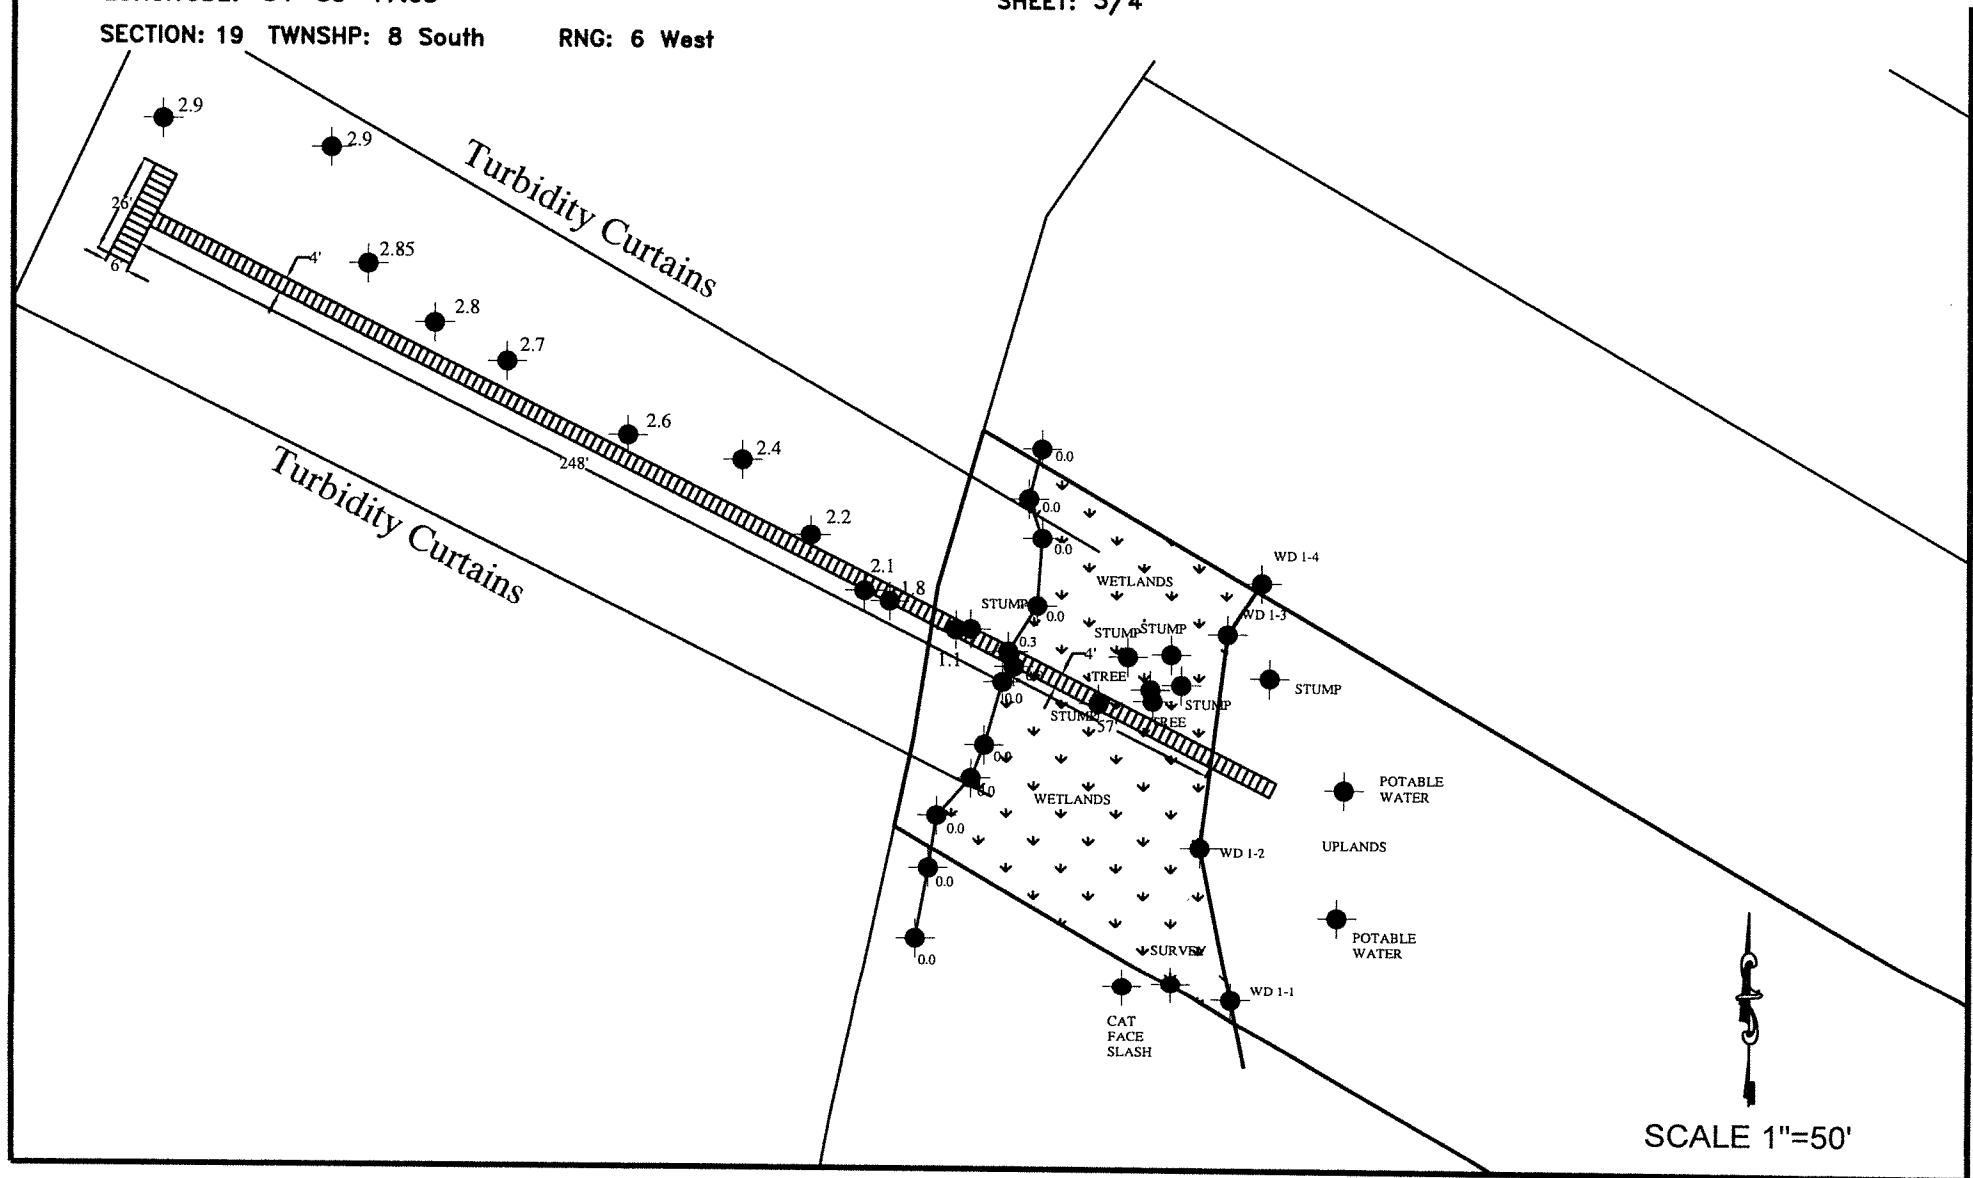 SHEET: 3/4
SECTION: 19 TWNSHP: 8 South RNG: 6 West
2.9
2.9
Turbidity Curtains
26'
6'
4'
2.85
2.8
2.7
2.6
2.4
248'
Turbidity Curtains
2.2
2.1
1.8
1.1
0.0
0.0
0.0
WETLANDS
WD 1-4
STUMP
0.0
WD 1-3
0.3
STUMP
STUMP
4'
TREE
0.0
STUMP
STUMP
STUMP
TREE
57'
0.0
0.0
WETLANDS
POTABLE
WATER
0.0
WD 1-2
UPLANDS
0.0
0.0
POTABLE
WATER
SURVEY
WD 1-1
CAT
FACE
SLASH
SCALE 1"=50'